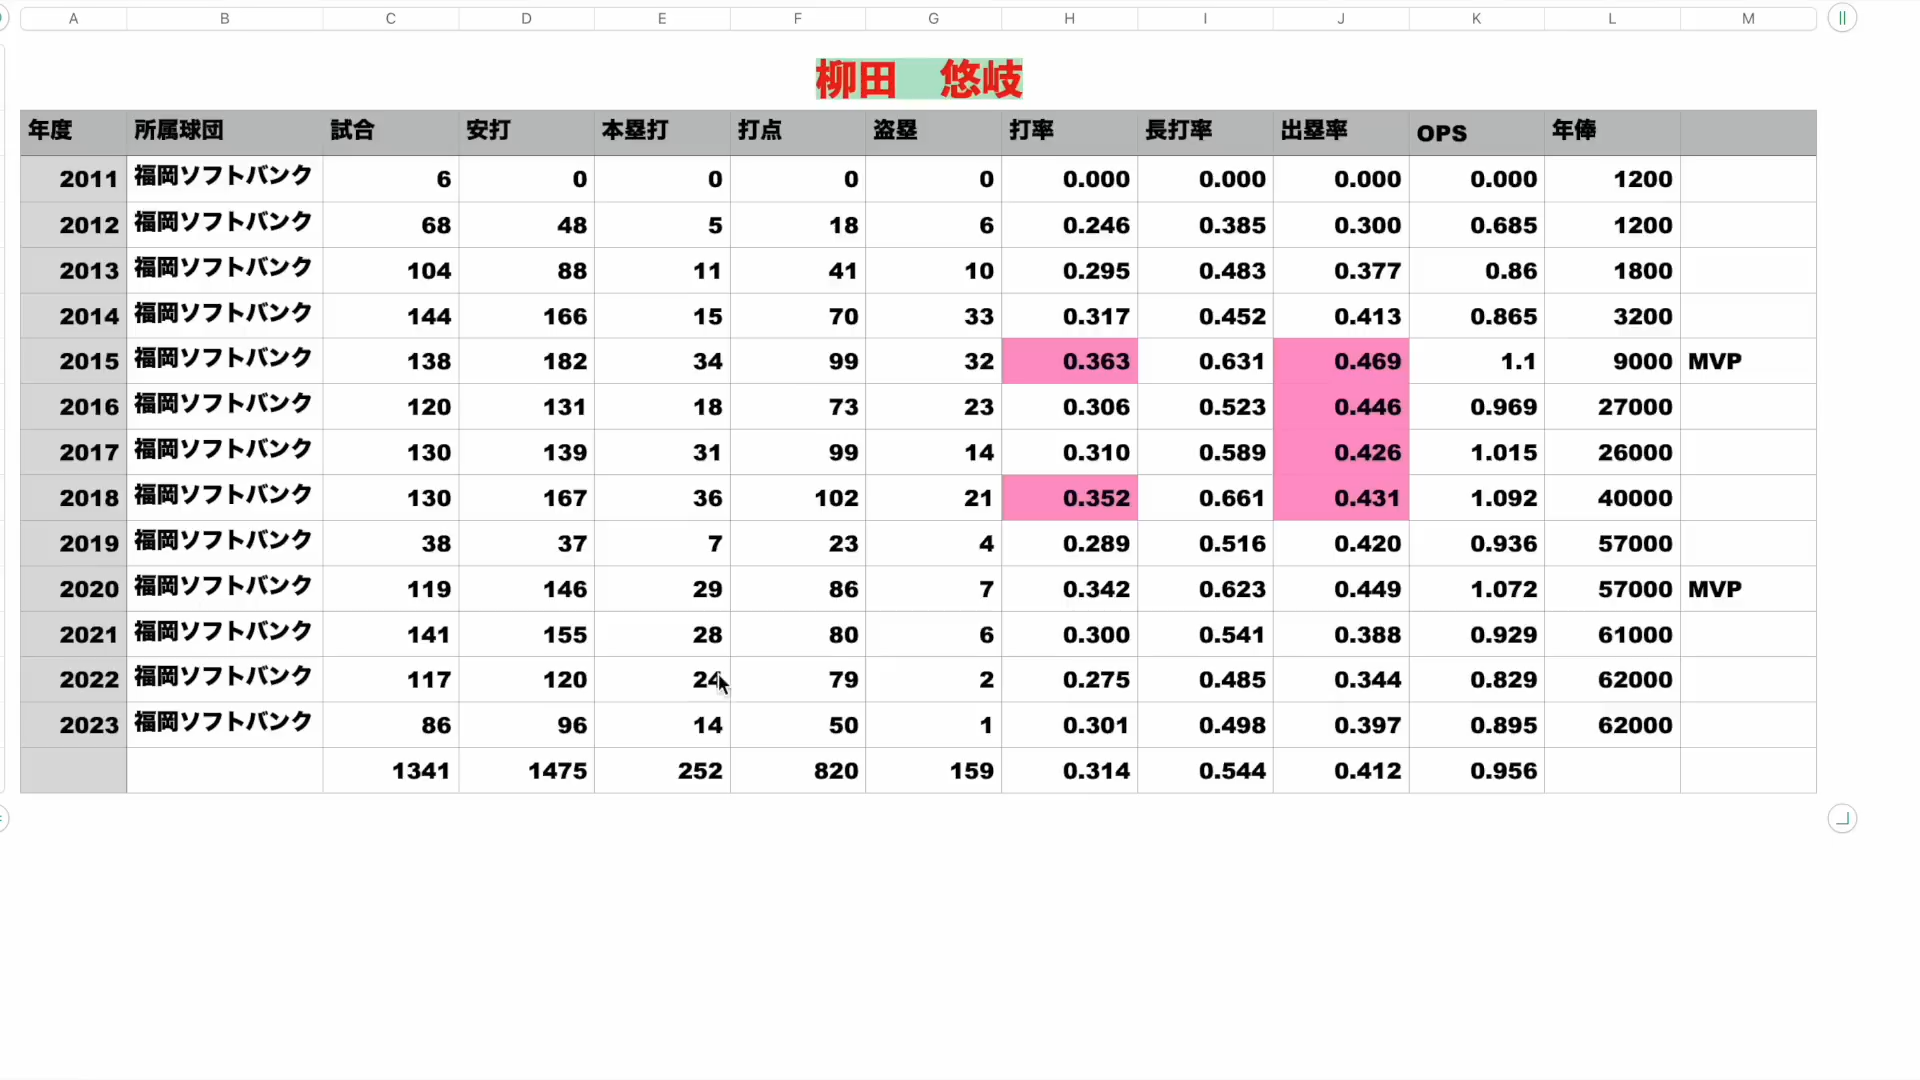 A B C D E F G H I J K L M
柳田　悠岐
年度 所属球団 試合 安打 本塁打 打点 盗塁 打率 長打率 出塁率 OPS 年俸
2011 福岡ソフトバンク 6 0 0 0 0 0.000 0.000 0.000 0.000 1200
2012 福岡ソフトバンク 68 48 5 18 6 0.246 0.385 0.300 0.685 1200
2013 福岡ソフトバンク 104 88 11 41 10 0.295 0.483 0.377 0.86 1800
2014 福岡ソフトバンク 144 166 15 70 33 0.317 0.452 0.413 0.865 3200
2015 福岡ソフトバンク 138 182 34 99 32 0.363 0.631 0.469 1.1 9000 MVP
2016 福岡ソフトバンク 120 131 18 73 23 0.306 0.523 0.446 0.969 27000
2017 福岡ソフトバンク 130 139 31 99 14 0.310 0.589 0.426 1.015 26000
2018 福岡ソフトバンク 130 167 36 102 21 0.352 0.661 0.431 1.092 40000
2019 福岡ソフトバンク 38 37 7 23 4 0.289 0.516 0.420 0.936 57000
2020 福岡ソフトバンク 119 146 29 86 7 0.342 0.623 0.449 1.072 57000 MVP
2021 福岡ソフトバンク 141 155 28 80 6 0.300 0.541 0.388 0.929 61000
2022 福岡ソフトバンク 117 120 24 79 2 0.275 0.485 0.344 0.829 62000
2023 福岡ソフトバンク 86 96 14 50 1 0.301 0.498 0.397 0.895 62000
1341 1475 252 820 159 0.314 0.544 0.412 0.956